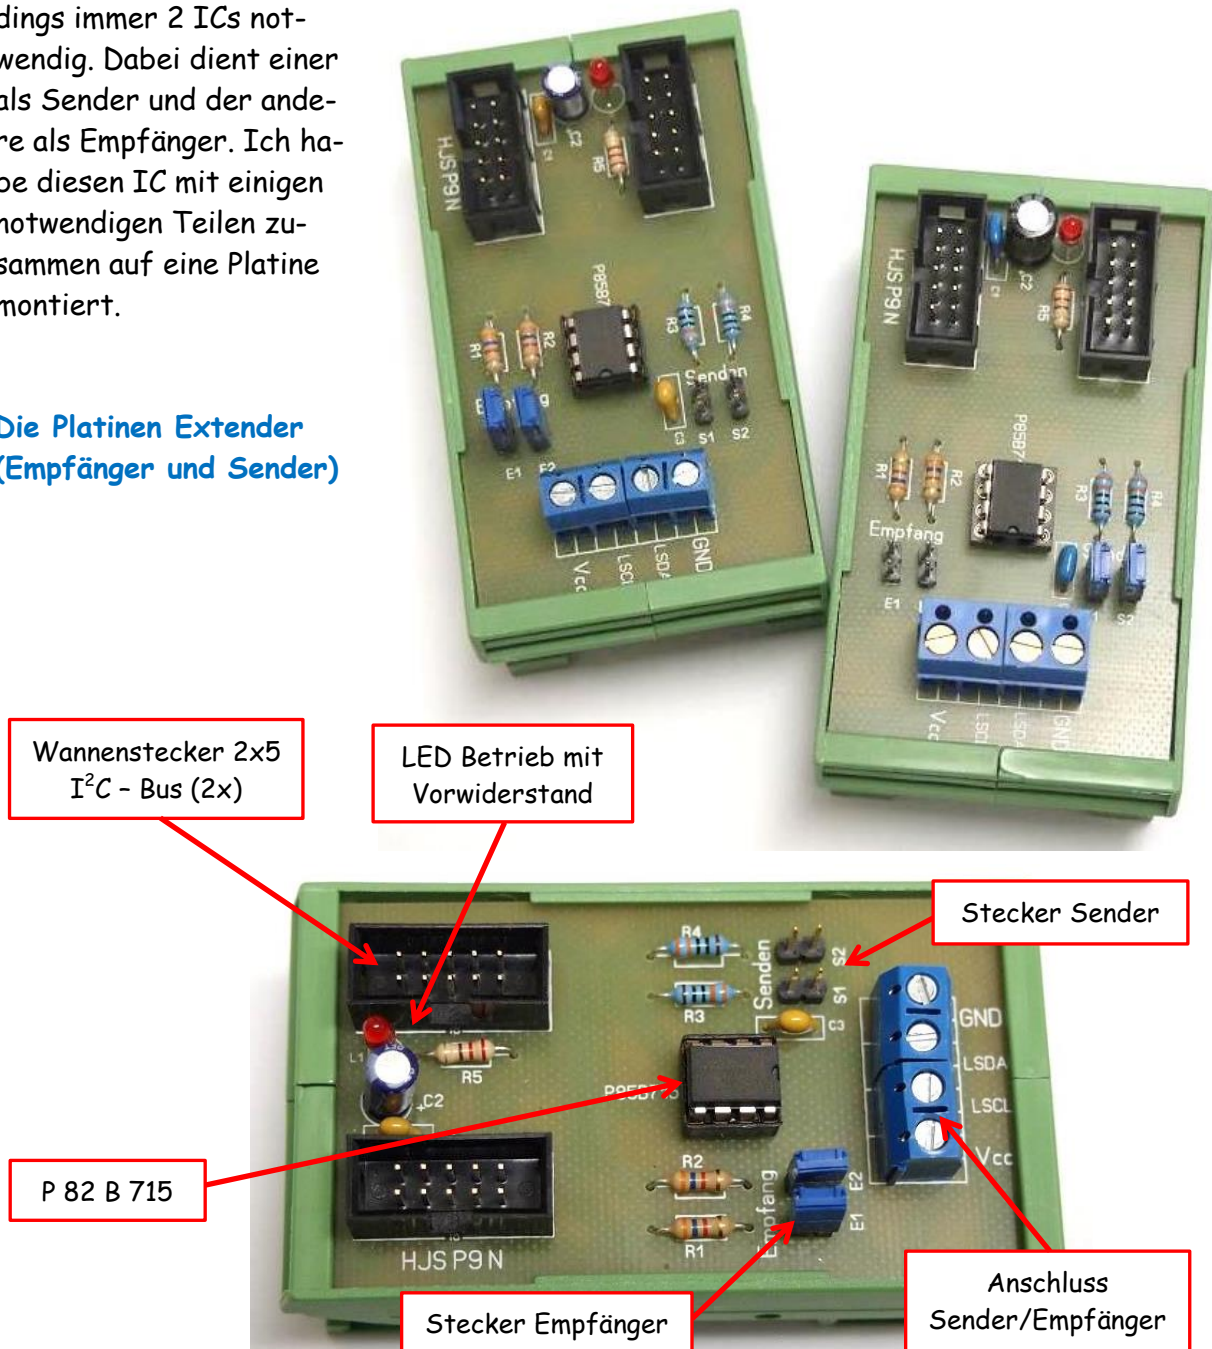 dings immer 2 ICs not-
wendig. Dabei dient einer
als Sender und der ande-
re als Empfänger. Ich ha-
be diesen IC mit einigen
notwendigen Teilen zu-
sammen auf eine Platine
montiert.
Die Platinen Extender
(Empfänger und Sender)
HJS P9N
C1
C2
R5
P85B7
R1
R2
R3
R4
Senden
E1
E2
C3
S1
S2
Vcc
LSCL
LSDA
GND
HJS P9N
C1
C2
R5
P85B7
R1
R2
R3
R4
Empfang
E1
S2
Vcc
LSCL
LSDA
GND
Wannenstecker 2x5
I²C – Bus (2x)
LED Betrieb mit
Vorwiderstand
Stecker Sender
R4
R3
Senden
S2
S1
C3
GND
LSDA
LSCL
Vcc
L1
R5
+C2
P 82 B 715
R2
R1
Empfang
E2
E1
HJS P9N
Stecker Empfänger
Anschluss
Sender/Empfänger